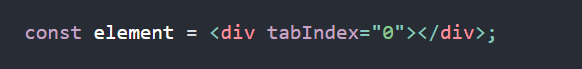 const element = <div tabIndex="0"></div>;